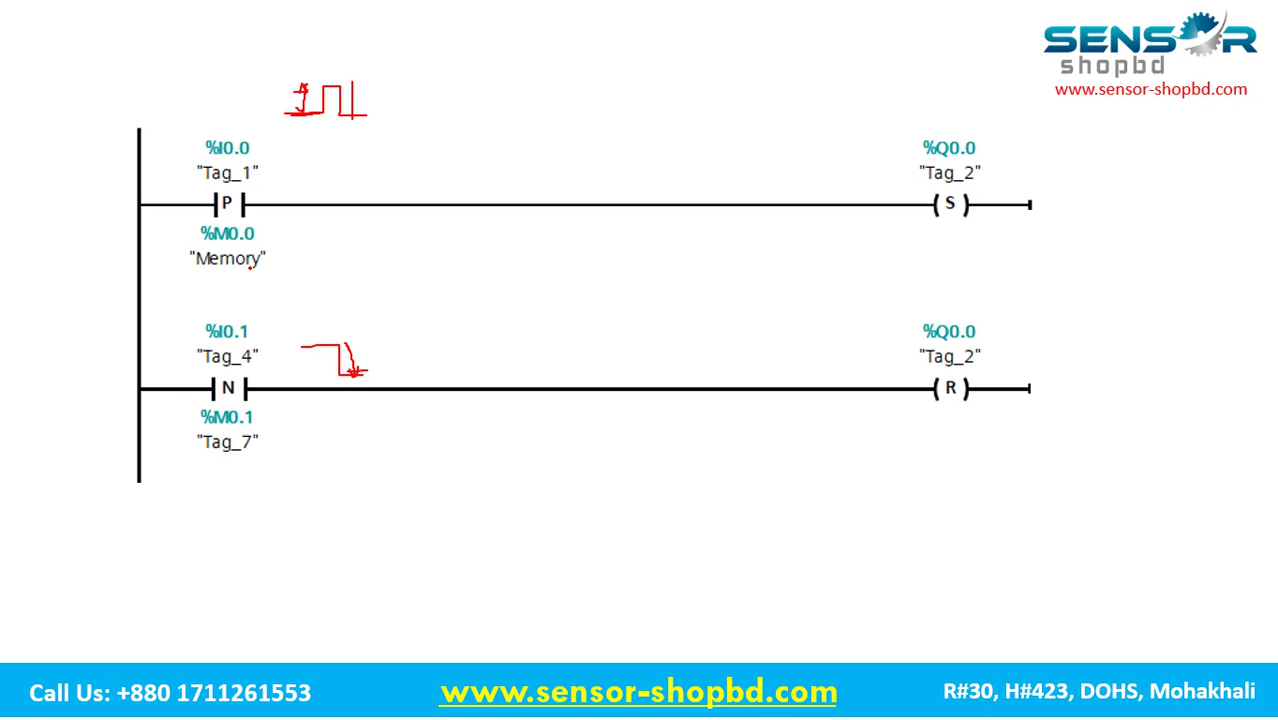 SENSOR
shopbd
www.sensor-shopbd.com
%I0.0
"Tag_1"
P
%M0.0
"Memory"
%Q0.0
"Tag_2"
S
%I0.1
"Tag_4"
N
%M0.1
"Tag_7"
%Q0.0
"Tag_2"
R
Call Us: +880 1711261553
www.sensor-shopbd.com
R#30, H#423, DOHS, Mohakhali